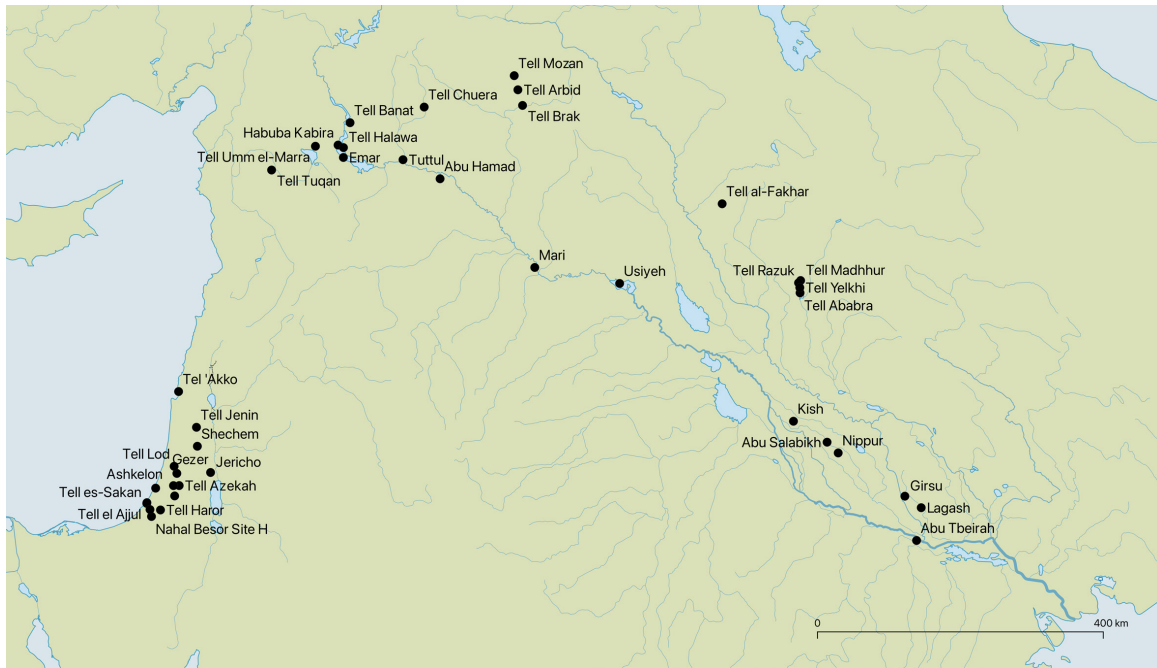 Tell Mozan
Tell Arbid
Tell Chuera
Tell Brak
Tell Banat
Habuba Kabira
Tell Halawa
Tell Umm el-Marra
Emar
Tuttul
Abu Hamad
Tell Tuqan
Tell al-Fakhar
Mari
Usiyeh
Tell Razuk
Tell Madhhur
Tell Yelkhi
Tell Ababra
Tel 'Akko
Tell Jenin
Shechem
Kish
Abu Salabikh
Nippur
Tell Lod
Gezer
Jericho
Ashkelon
Tell Azekah
Tell es-Sakan
Girsu
Lagash
Tell el Ajjul
Tell Haror
Nahal Besor Site H
Abu Tbeirah
0
400 km